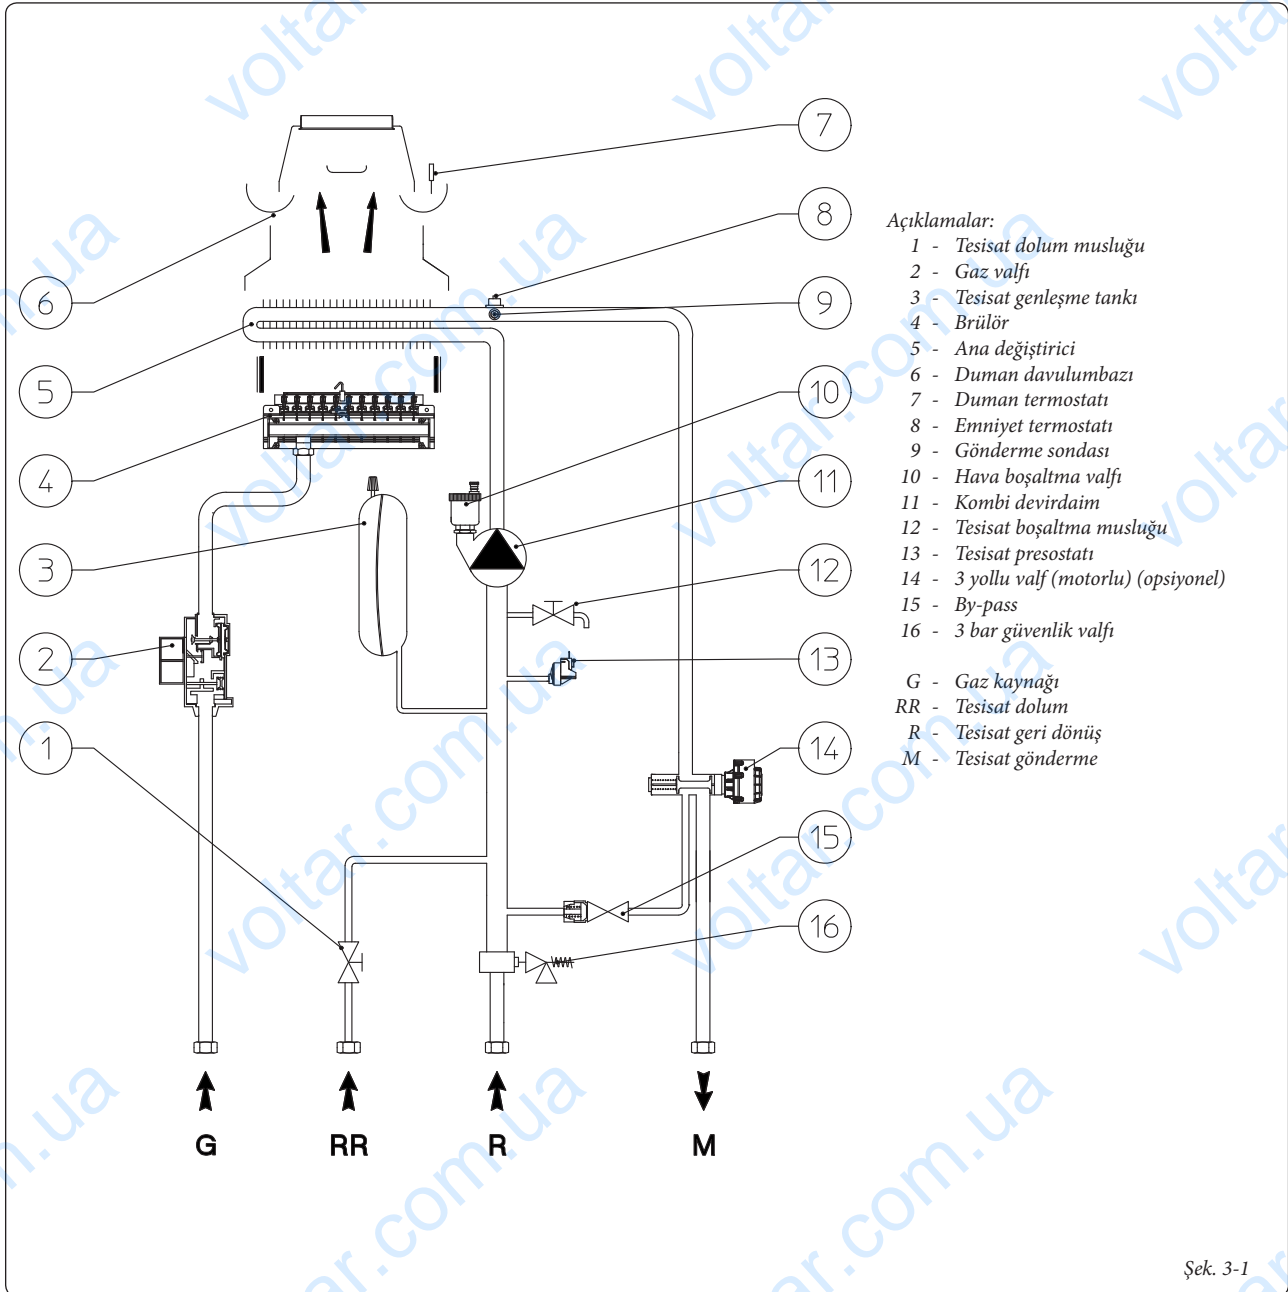 7
8
9
6
5
10
4
11
3
12
2
13
1
14
15
16
Açıklamalar:
1 - Tesisat dolum musluğu
2 - Gaz valfı
3 - Tesisat genleşme tankı
4 - Brülör
5 - Ana değiştirici
6 - Duman davulumbazı
7 - Duman termostatı
8 - Emniyet termostatı
9 - Gönderme sondası
10 - Hava boşaltma valfı
11 - Kombi devirdaim
12 - Tesisat boşaltma musluğu
13 - Tesisat presostatı
14 - 3 yollu valf (motorlu) (opsiyonel)
15 - By-pass
16 - 3 bar güvenlik valfı
G - Gaz kaynağı
RR - Tesisat dolum
R - Tesisat geri dönüş
M - Tesisat gönderme
G RR R M
Şek. 3-1
voltar.com.ua